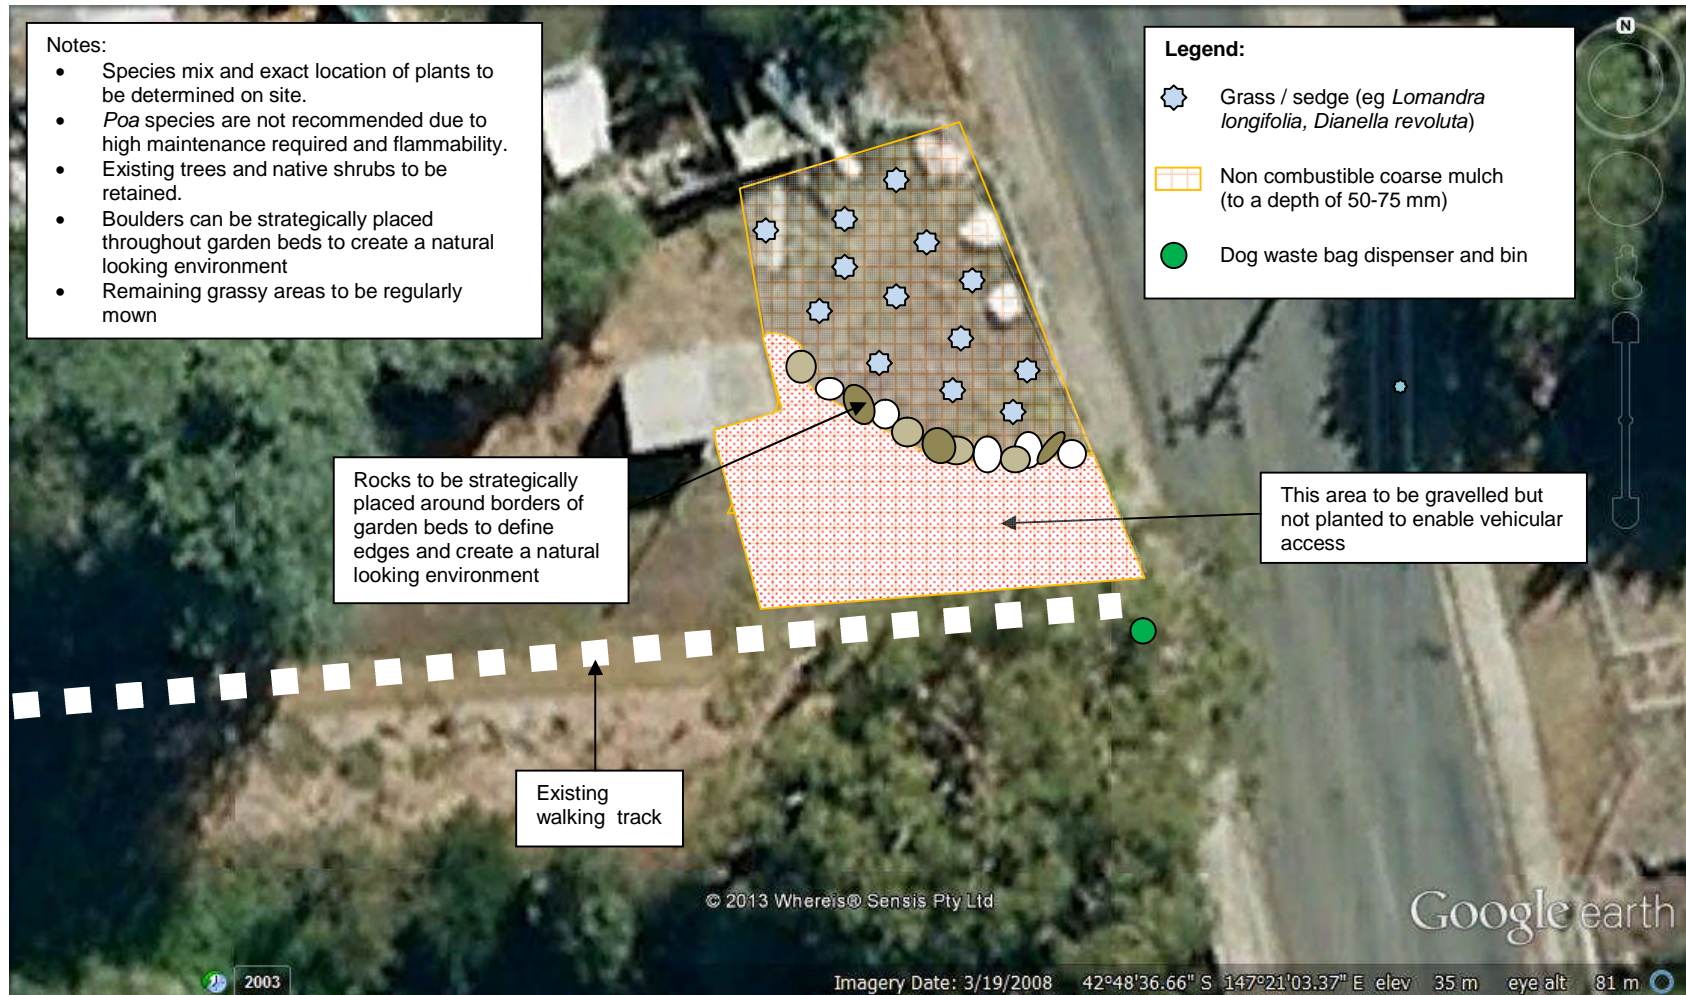 Notes:
• Species mix and exact location of plants to
be determined on site.
• Poa species are not recommended due to
high maintenance required and flammability.
• Existing trees and native shrubs to be
retained.
• Boulders can be strategically placed
throughout garden beds to create a natural
looking environment
• Remaining grassy areas to be regularly
mown
Legend:
Grass / sedge (eg Lomandra
longifolia, Dianella revoluta)
Non combustible coarse mulch
(to a depth of 50-75 mm)
Dog waste bag dispenser and bin
N
Rocks to be strategically
placed around borders of
garden beds to define
edges and create a natural
looking environment
This area to be gravelled but
not planted to enable vehicular
access
Existing
walking track
© 2013 Whereis® Sensis Pty Ltd
Google earth
2003
Imagery Date: 3/19/2008 42°48'36.66" S 147°21'03.37" E elev 35 m eye alt 81 m